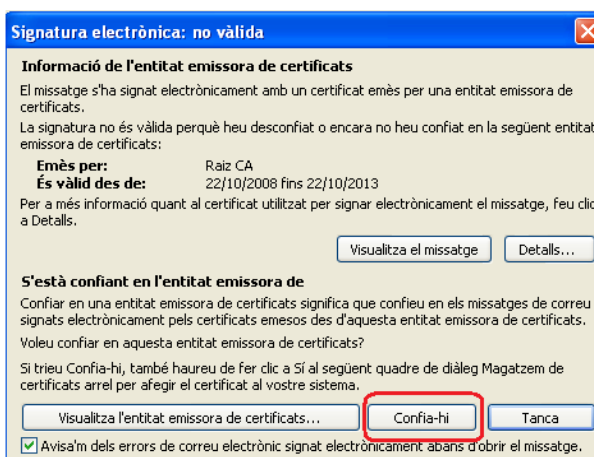 Signatura electrònica: no vàlida
Informació de l'entitat emissora de certificats
El missatge s'ha signat electrònicament amb un certificat emès per una entitat emissora de
certificats.
La signatura no és vàlida perquè heu desconfiat o encara no heu confiat en la següent entitat
emissora de certificats:
Emès per: Raiz CA
És vàlid des de: 22/10/2008 fins 22/10/2013
Per a més informació quant al certificat utilitzat per signar electrònicament el missatge, feu clic
a Detalls.
Visualitza el missatge Detalls...
S'està confiant en l'entitat emissora de
Confiar en una entitat emissora de certificats significa que confieu en els missatges de correu
signats electrònicament pels certificats emesos des d'aquesta entitat emissora de certificats.
Voleu confiar en aquesta entitat emissora de certificats?
Si trieu Confia-hi, també haureu de fer clic a Sí al següent quadre de diàleg Magatzem de
certificats arrel per afegir el certificat al vostre sistema.
Visualitza l'entitat emissora de certificats... Confia-hi Tanca
Avisa'm dels errors de correu electrònic signat electrònicament abans d'obrir el missatge.